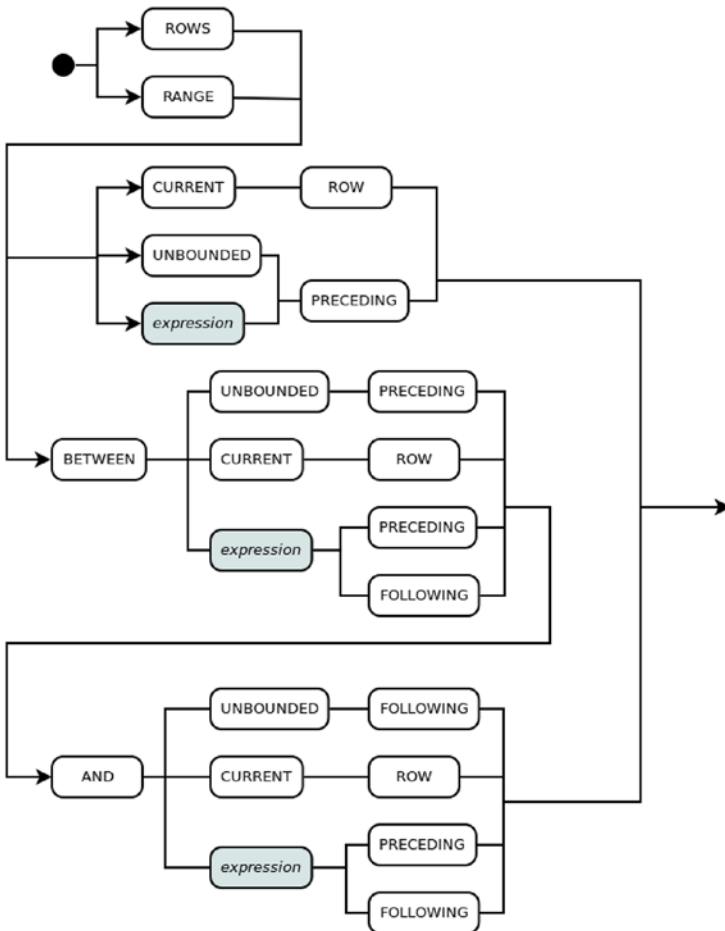 ROWS
RANGE
CURRENT ROW
UNBOUNDED
PRECEDING
expression
UNBOUNDED PRECEDING
BETWEEN CURRENT ROW
PRECEDING
expression
FOLLOWING
UNBOUNDED FOLLOWING
AND CURRENT ROW
PRECEDING
expression
FOLLOWING